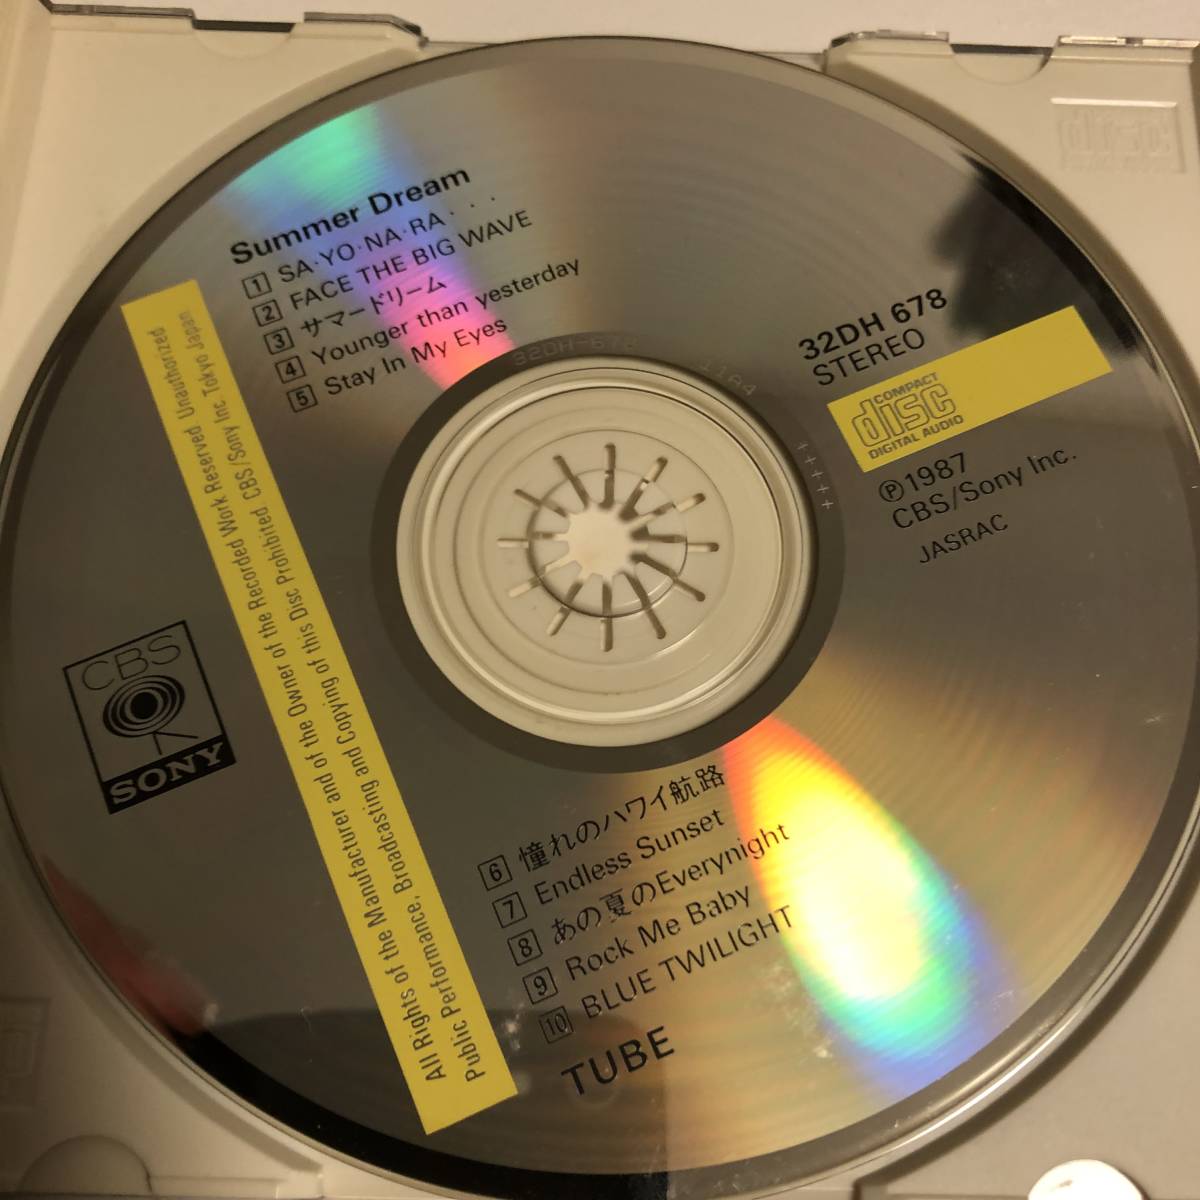 Summer Dream
1 SA·YO·NA·RA···
2 FACE THE BIG WAVE
3 サマードリーム
4 Younger than yesterday
5 Stay In My Eyes
32DH-678 11A4 +++++
32DH 678
STEREO
COMPACT
disc
DIGITAL AUDIO
℗1987
CBS/Sony Inc.
JASRAC
All Rights of the Manufacturer and of the Owner of the Recorded Work Reserved Unauthorized
Public Performance, Broadcasting and Copying of this Disc Prohibited CBS/Sony Inc Tokyo Japan
CBS
SONY
6 憧れのハワイ航路
7 Endless Sunset
8 あの夏のEverynight
9 Rock Me Baby
10 BLUE TWILIGHT
TUBE
disc